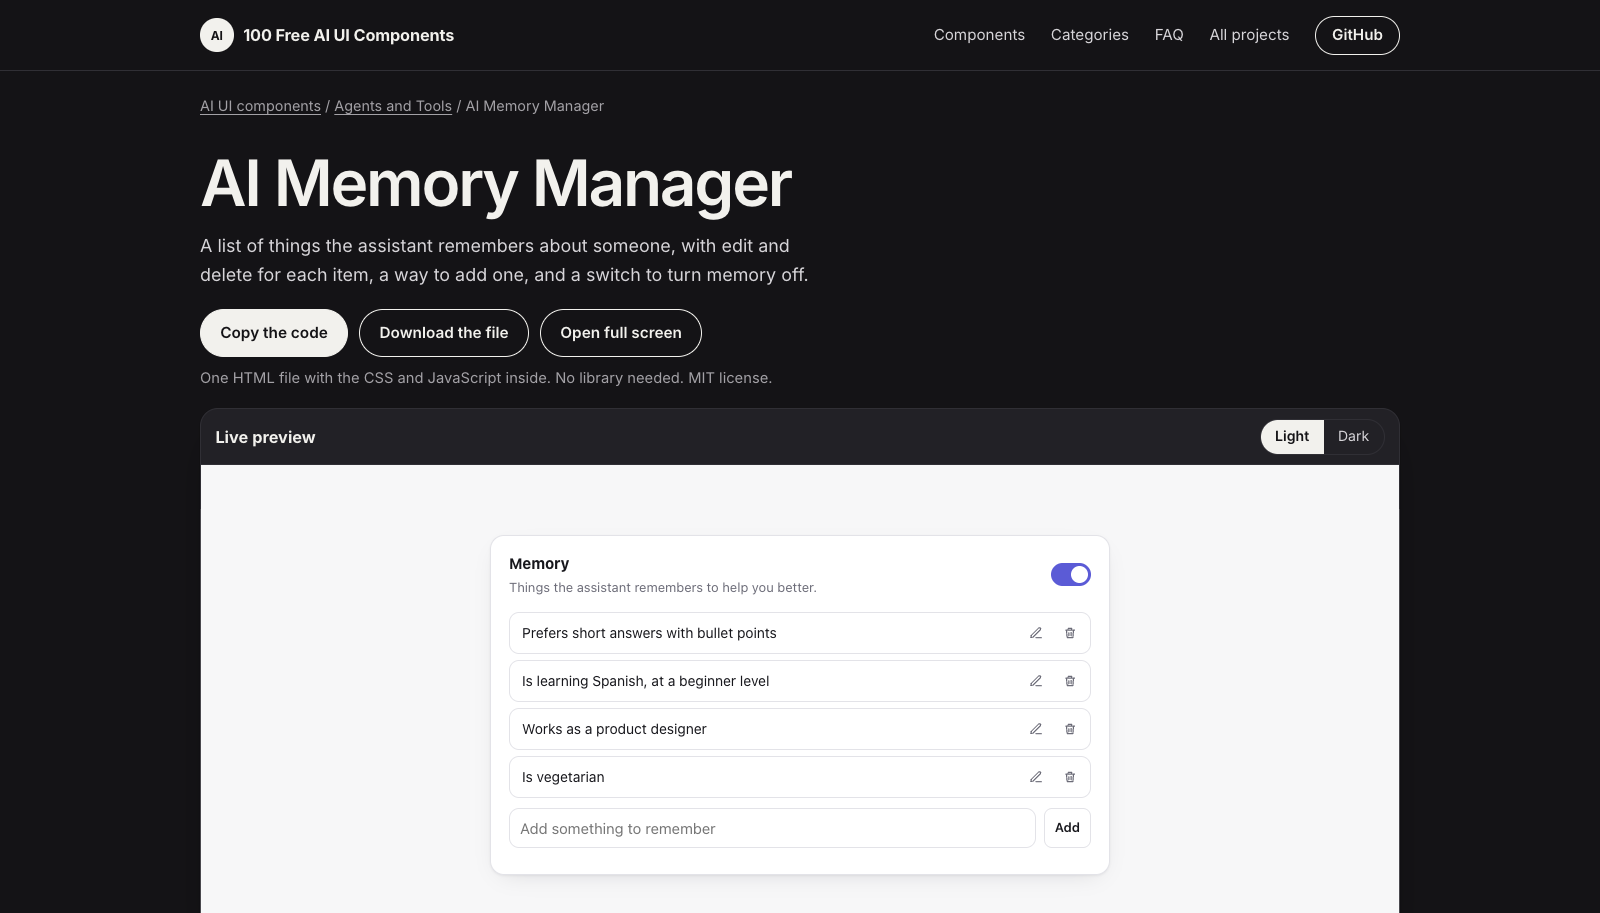 AI
100 Free AI UI Components
Components
Categories
FAQ
All projects
GitHub
AI UI components / Agents and Tools / AI Memory Manager
AI Memory Manager
A list of things the assistant remembers about someone, with edit and
delete for each item, a way to add one, and a switch to turn memory off.
Copy the code
Download the file
Open full screen
One HTML file with the CSS and JavaScript inside. No library needed. MIT license.
Live preview
Light
Dark
Memory
Things the assistant remembers to help you better.
Prefers short answers with bullet points
Is learning Spanish, at a beginner level
Works as a product designer
Is vegetarian
Add something to remember
Add